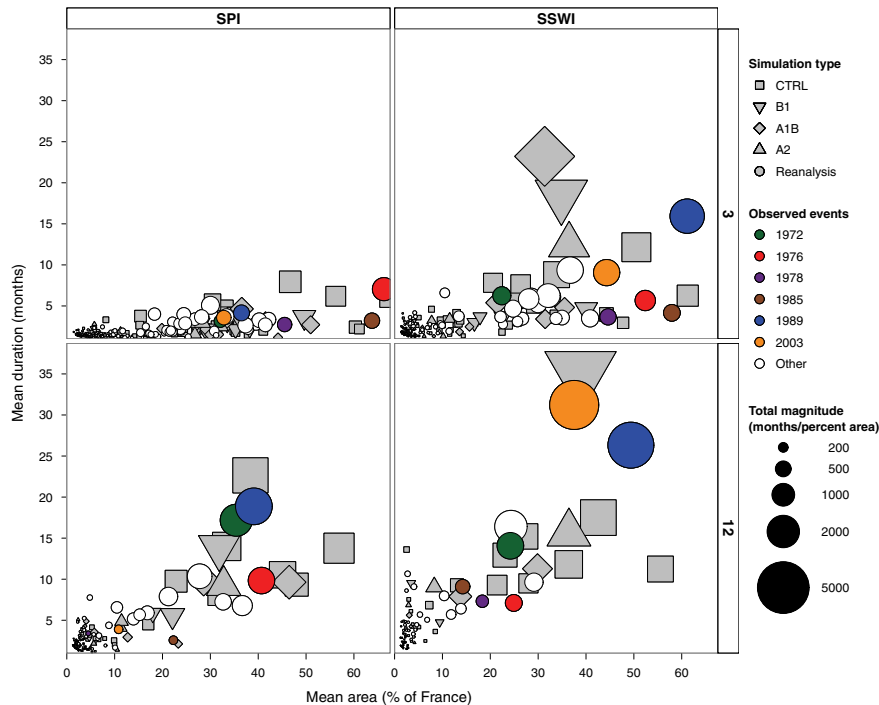 SPI SSWI
35
30
25
20
15
10
5
3
35
30
25
20
15
10
5
12
0 10 20 30 40 50 60 0 10 20 30 40 50 60
Mean area (% of France)
Mean duration (months)
Simulation type
CTRL
B1
A1B
A2
Reanalysis
Observed events
1972
1976
1978
1985
1989
2003
Other
Total magnitude
(months/percent area)
200
500
1000
2000
5000